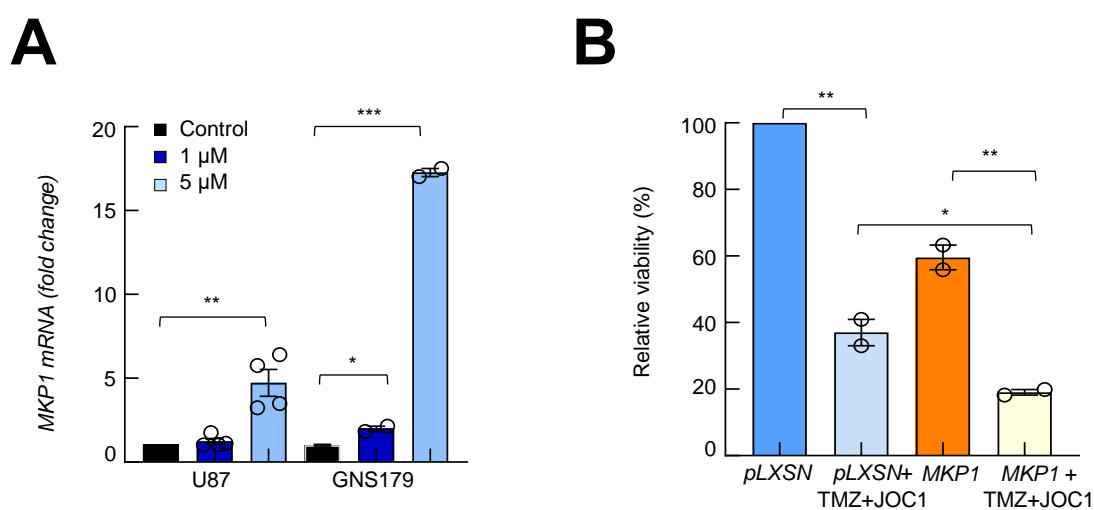 A
B
***
20
Control
1 µM
5 µM
15
10
5
0
MKP1 mRNA (fold change)
**
*
U87
GNS179
**
**
*
100
80
60
40
20
0
Relative viability (%)
pLXSN
pLXSN+
TMZ+JOC1
MKP1
MKP1 +
TMZ+JOC1